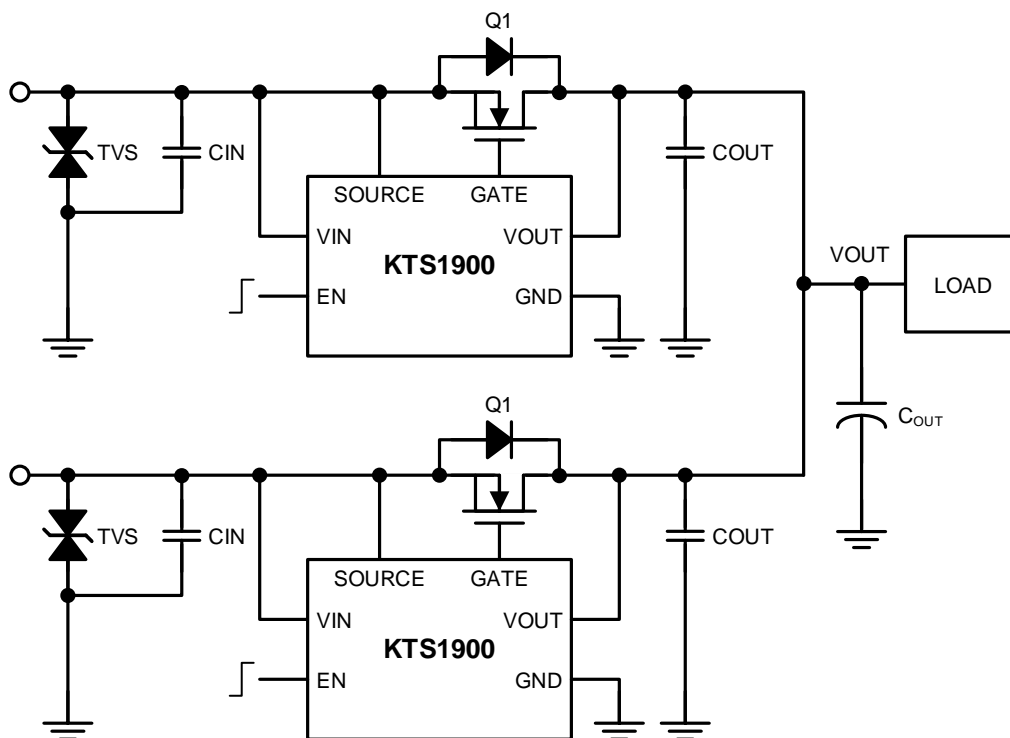 Q1
TVS
CIN
COUT
SOURCE GATE
VIN VOUT
KTS1900
EN GND
VOUT
LOAD
C_OUT
Q1
TVS
CIN
COUT
SOURCE GATE
VIN VOUT
KTS1900
EN GND